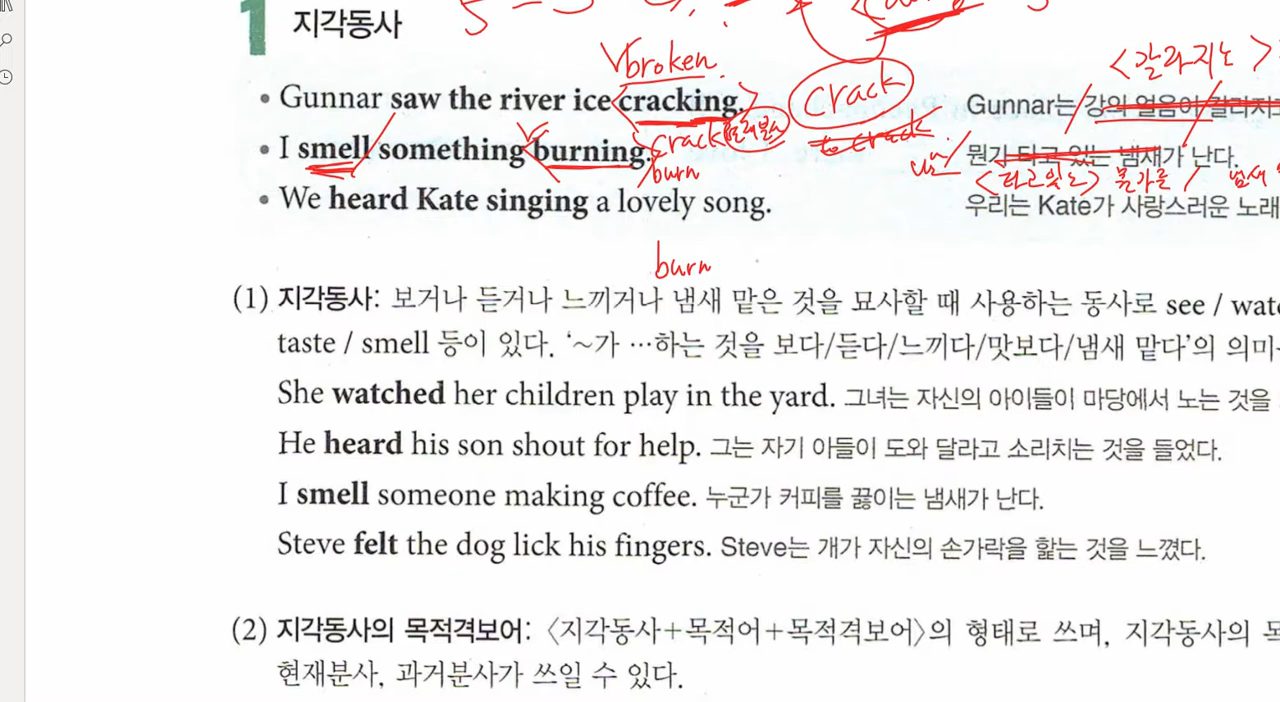 1 지각동사
broken
crack
<갈라지는>
• Gunnar saw the river ice cracking. Gunnar는 강의 얼음이 갈라지
crack 원형부정사 to crack
• I smell something burning. 뭔가 타고 있는 냄새가 난다.
burn 나는 <타고있는> 냄새
• We heard Kate singing a lovely song. 우리는 Kate가 사랑스러운 노래
burn
(1) 지각동사: 보거나 듣거나 느끼거나 냄새 맡은 것을 묘사할 때 사용하는 동사로 see / wat
taste / smell 등이 있다. ‘~가 …하는 것을 보다/듣다/느끼다/맛보다/냄새 맡다’의 의미
She watched her children play in the yard. 그녀는 자신의 아이들이 마당에서 노는 것을
He heard his son shout for help. 그는 자기 아들이 도와 달라고 소리치는 것을 들었다.
I smell someone making coffee. 누군가 커피를 끓이는 냄새가 난다.
Steve felt the dog lick his fingers. Steve는 개가 자신의 손가락을 핥는 것을 느꼈다.
(2) 지각동사의 목적격보어: 〈지각동사+목적어+목적격보어〉의 형태로 쓰며, 지각동사의
현재분사, 과거분사가 쓰일 수 있다.